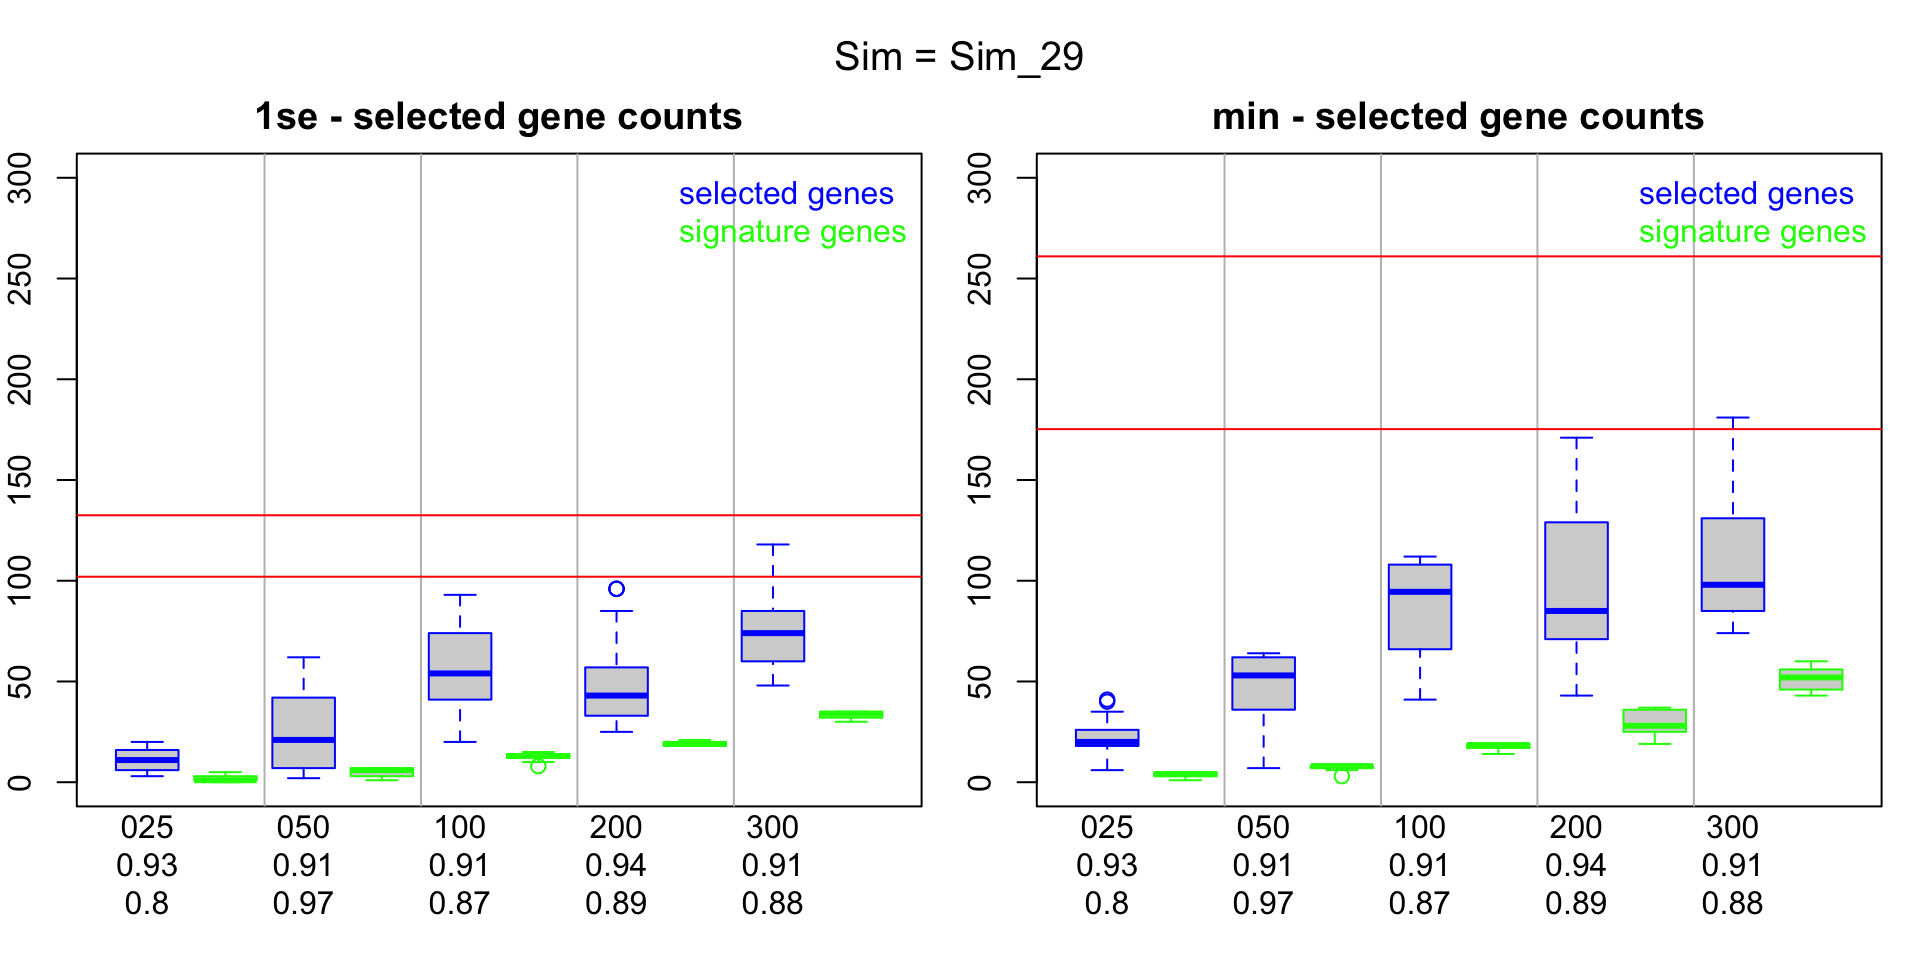 Sim = Sim_29
1se - selected gene counts
300
250
200
150
100
50
0
selected genes
signature genes
025 050 100 200 300
0.93 0.91 0.91 0.94 0.91
0.8 0.97 0.87 0.89 0.88
min - selected gene counts
300
250
200
150
100
50
0
selected genes
signature genes
025 050 100 200 300
0.93 0.91 0.91 0.94 0.91
0.8 0.97 0.87 0.89 0.88